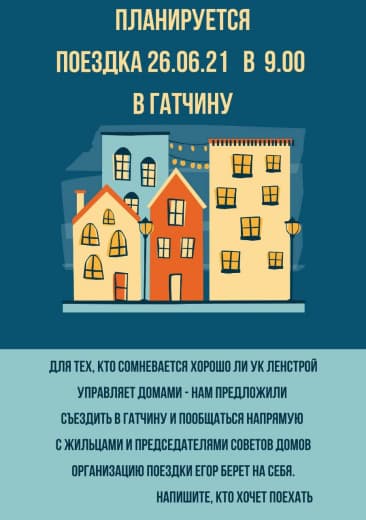 ПЛАНИРУЕТСЯ
ПОЕЗДКА 26.06.21 В 9.00
В ГАТЧИНУ
ДЛЯ ТЕХ, КТО СОМНЕВАЕТСЯ ХОРОШО ЛИ УК ЛЕНСТРОЙ
УПРАВЛЯЕТ ДОМАМИ - НАМ ПРЕДЛОЖИЛИ
СЪЕЗДИТЬ В ГАТЧИНУ И ПООБЩАТЬСЯ НАПРЯМУЮ
С ЖИЛЬЦАМИ И ПРЕДСЕДАТЕЛЯМИ СОВЕТОВ ДОМОВ
ОРГАНИЗАЦИЮ ПОЕЗДКИ ЕГОР БЕРЕТ НА СЕБЯ.
НАПИШИТЕ, КТО ХОЧЕТ ПОЕХАТЬ